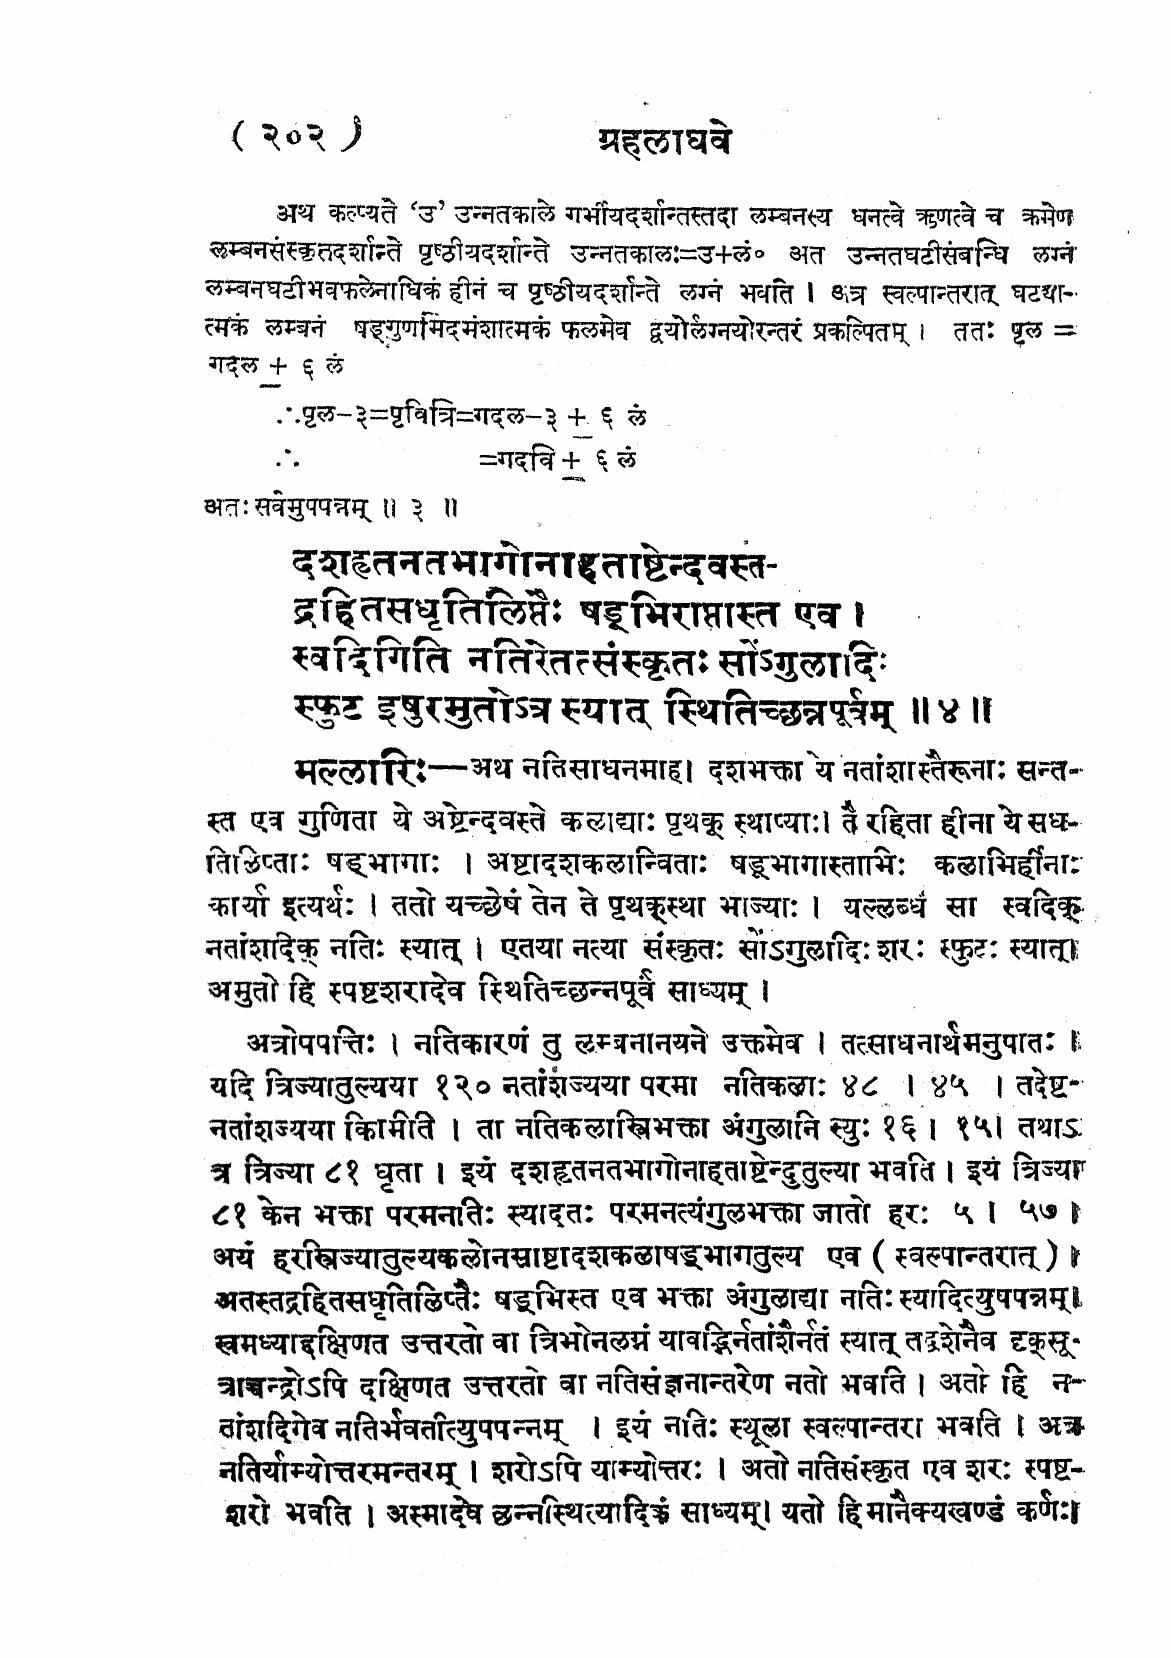 ( २०२ ) ग्रहलाघवे
अथ कल्प्यते ‘उ’ उन्नतकाले गर्भीयदर्शान्तस्तदा लम्बनस्य धनत्वे ऋणत्वे च क्रमेण
लम्बनसंस्कृतदर्शान्ते पृष्ठीयदर्शान्ते उन्नतकालः=उ+लं० अत उन्नतघटीसंबन्धि लग्नं
लम्बनघटीभवफलेनाधिकं हीनं च पृष्ठीयदर्शान्ते लग्नं भवति । अत्र स्वल्पान्तरात् घटया-
त्मकं लम्बनं षड्गुणमिदमंशात्मकं फलमेव द्वयोर्लग्नयोरन्तरं प्रकल्पितम् । ततः पृल =
गदल ± ६ लं
∴पृल–३=पृवित्रि=गदल–३ ± ६ लं
∴ =गदवि ± ६ लं
अतः सर्वमुपपन्नम् ॥ ३ ॥
दशहृतनतभागोनाहताष्टेन्दवस्त-
द्रहितसधृतिलिप्तैः षड्भिराप्तास्त एव ।
स्वदिगिति नतिरेतत्संस्कृतः सोंऽगुलादिः
स्फुट इषुरमुतोऽत्र स्यात् स्थितिच्छन्नपूर्वम् ॥ ४ ॥
मल्लारिः—अथ नतिसाधनमाह। दशभक्ता ये नतांशास्तैरूनाः सन्त-
स्त एव गुणिता ये अष्टेन्दवस्ते कलाद्याः पृथक् स्थाप्याः। तै रहिता हीना ये सधृ-
तिलिप्ताः षड्भागाः । अष्टादशकलान्विताः षड्भागास्ताभिः कलाभिर्हीनाः
कार्या इत्यर्थः । ततो यच्छेषं तेन ते पृथक्स्था भाज्याः । यल्लब्धं सा स्वदिक्
नतांशदिक् नतिः स्यात् । एतया नत्या संस्कृतः सोंऽगुलादिः शरः स्फुटः स्यात्।
अमुतो हि स्पष्टशरादेव स्थितिच्छन्नपूर्वं साध्यम् ।
अत्रोपपत्तिः । नतिकारणं तु लम्बनानयने उक्तमेव । तत्साधनार्थमनुपातः ।
यदि त्रिज्यातुल्यया १२० नतांशज्यया परमा नतिकलाः ४८ । ४५ । तदेष्ट-
नतांशज्यया किमिति । ता नतिकलास्त्रिभक्ता अंगुलानि स्युः १६ । १५। तथाऽ
त्र त्रिज्या ८१ धृता । इयं दशहृतनतभागोनाहताष्टेन्दुतुल्या भवति । इयं त्रिज्या
८१ केन भक्ता परमनतिः स्यादतः परमनत्यंगुलभक्ता जातो हरः ५ । ५७ ।
अयं हरस्त्रिज्यातुल्यकलोनसाष्टादशकलाषड्भागतुल्य एव ( स्वल्पान्तरात् ) ।
अतस्तद्रहितसधृतिलिप्तैः षड्भिस्त एव भक्ता अंगुलाद्या नतिः स्यादित्युपपन्नम्।
खमध्याद्दक्षिणत उत्तरतो वा त्रिभोनलग्नं यावद्भिर्नतांशैर्नतं स्यात् तद्वशेनैव दृक्सू-
त्राच्चन्द्रोऽपि दक्षिणत उत्तरतो वा नतिसंज्ञनान्तरेण नतो भवति । अतो हि न-
तांशदिगेव नतिर्भवतीत्युपपन्नम् । इयं नतिः स्थूला स्वल्पान्तरा भवति । अत्र
नतिर्याम्योत्तरमन्तरम् । शरोऽपि याम्योत्तरः । अतो नतिसंस्कृत एव शरः स्पष्ट-
शरो भवति । अस्मादेव छन्नस्थित्यादिकं साध्यम्। यतो हि मानैक्यखण्डं कर्णः।